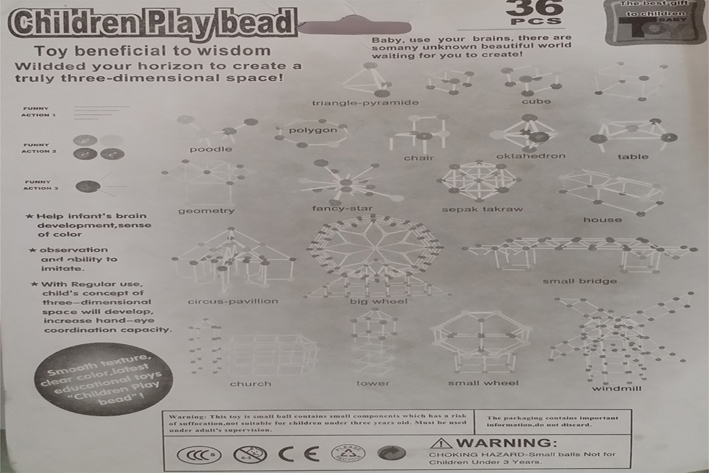 Children Play bead
36
PCS
The best gift
to children
BABY
Toy beneficial to wisdom
Wildded your horizon to create a
truly three-dimensional space!
Baby, use your brains, there are
somany unknown beautiful world
waiting for you to create!
triangle-pyramide
cube
FUNNY
ACTION 1
FUNNY
ACTION 2
FUNNY
ACTION 3
poodle
polygon
chair
oktahedron
table
geometry
fancy-star
sepak takraw
house
★ Help infant's brain
development,sense
of color
★ observation
and ability to
imitate.
★ With Regular use,
child's concept of
three-dimensional
space will develop,
increase hand-eye
coordination capacity.
circus-pavillion
big wheel
small bridge
Smooth texture,
clear color,latest
educational toys
"Children Play
bead"!
church
tower
small wheel
windmill
Warning: This toy is small ball contains small components which has a risk
of sufforation,not suitable for children under three years old. Must be used
under adult's supervision.
The packaging contains important
information,do not discard.
CCC
0-3
CE
WARNING:
CHOKING HAZARD-Small balls Not for
Children Under 3 Years